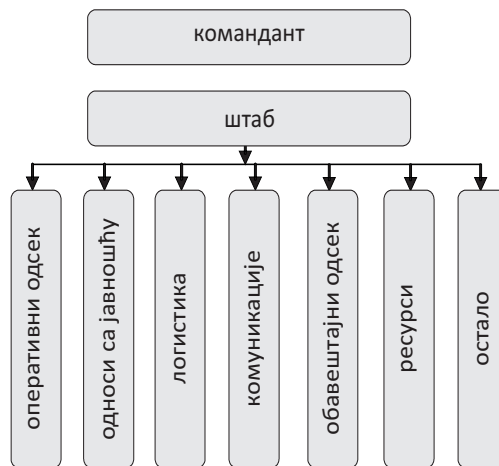 командант
штаб
оперативни одсек
односи са јавношћу
логистика
комуникације
обавештајни одсек
ресурси
остало